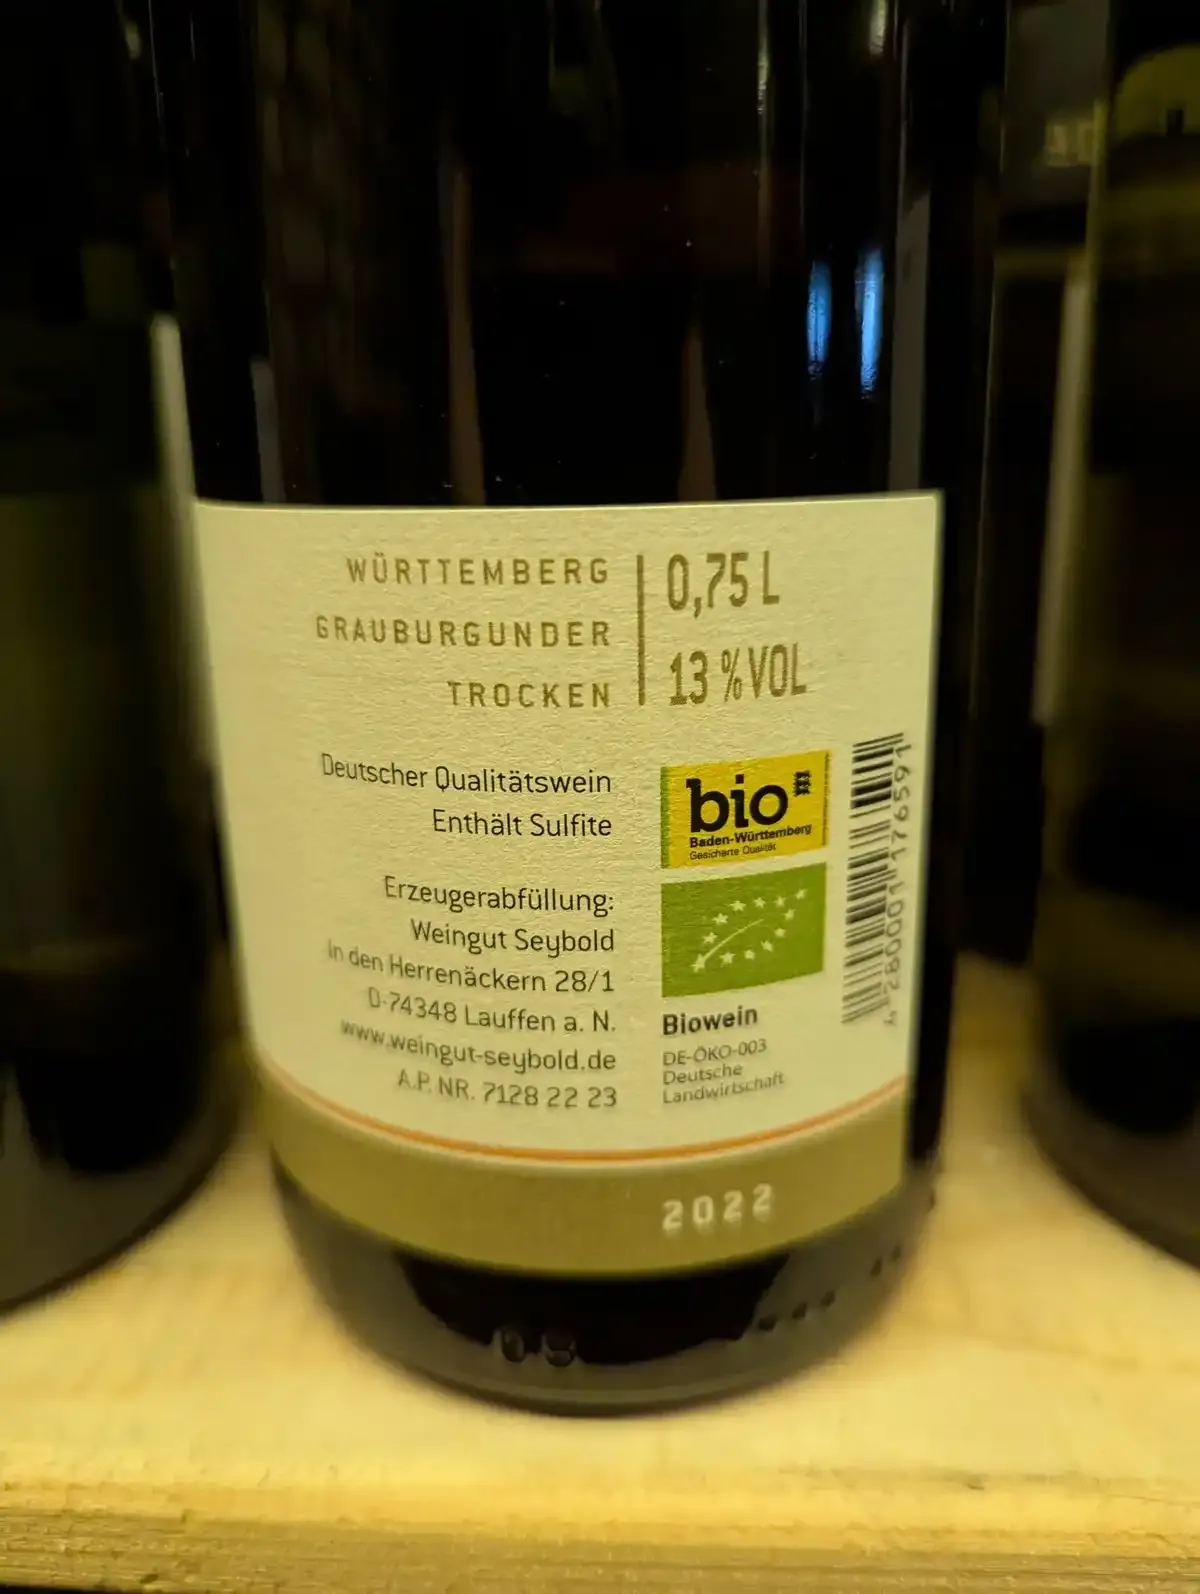 WÜRTTEMBERG
GRAUBURGUNDER
TROCKEN
0,75 L
13 % VOL
Deutscher Qualitätswein
Enthält Sulfite
Erzeugerabfüllung:
Weingut Seybold
In den Herrenäckern 28/1
D-74348 Lauffen a. N.
www.weingut-seybold.de
A.P. NR. 7128 22 23
bio
Baden-Württemberg
Gesicherte Qualität
Biowein
DE-ÖKO-003
Deutsche
Landwirtschaft
4280001176591
2022